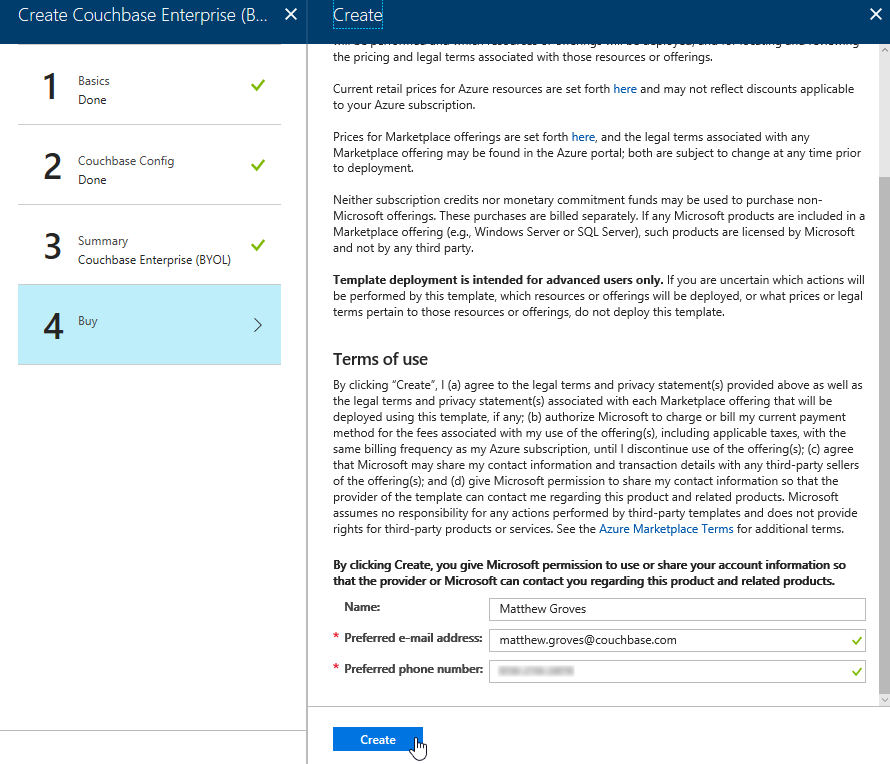 Create Couchbase Enterprise (B...
1
Basics
Done
2
Couchbase Config
Done
3
Summary
Couchbase Enterprise (BYOL)
4
Buy
Create
will be performed and which resources or offerings will be deployed, and for locating and reviewing
the pricing and legal terms associated with those resources or offerings.
Current retail prices for Azure resources are set forth here and may not reflect discounts applicable
to your Azure subscription.
Prices for Marketplace offerings are set forth here, and the legal terms associated with any
Marketplace offering may be found in the Azure portal; both are subject to change at any time prior
to deployment.
Neither subscription credits nor monetary commitment funds may be used to purchase non-
Microsoft offerings. These purchases are billed separately. If any Microsoft products are included in a
Marketplace offering (e.g., Windows Server or SQL Server), such products are licensed by Microsoft
and not by any third party.
Template deployment is intended for advanced users only. If you are uncertain which actions will
be performed by this template, which resources or offerings will be deployed, or what prices or legal
terms pertain to those resources or offerings, do not deploy this template.
Terms of use
By clicking “Create”, I (a) agree to the legal terms and privacy statement(s) provided above as well as
the legal terms and privacy statement(s) associated with each Marketplace offering that will be
deployed using this template, if any; (b) authorize Microsoft to charge or bill my current payment
method for the fees associated with my use of the offering(s), including applicable taxes, with the
same billing frequency as my Azure subscription, until I discontinue use of the offering(s); (c) agree
that Microsoft may share my contact information and transaction details with any third-party sellers
of the offering(s); and (d) give Microsoft permission to share my contact information so that the
provider of the template can contact me regarding this product and related products. Microsoft
assumes no responsibility for any actions performed by third-party templates and does not provide
rights for third-party products or services. See the Azure Marketplace Terms for additional terms.
By clicking Create, you give Microsoft permission to use or share your account information so
that the provider or Microsoft can contact you regarding this product and related products.
Name: Matthew Groves
* Preferred e-mail address: matthew.groves@couchbase.com
* Preferred phone number:
Create